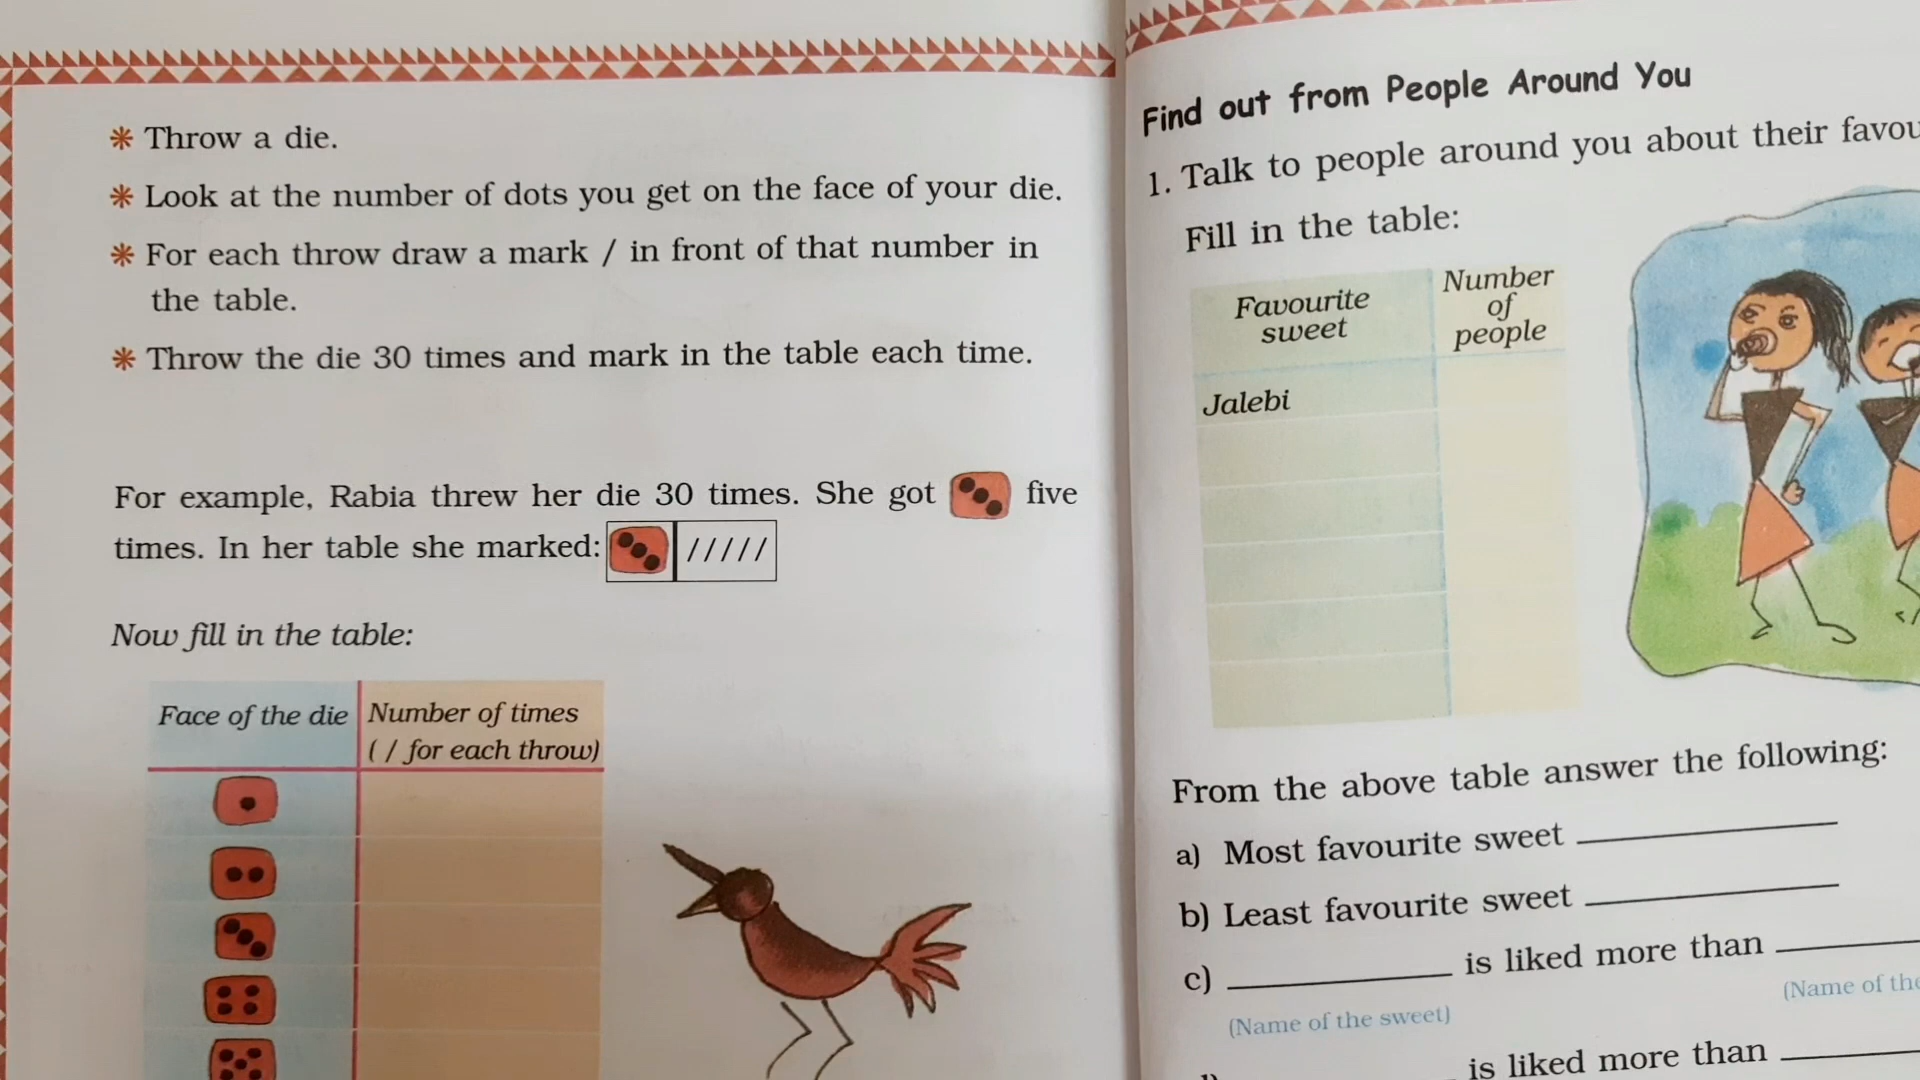 * Throw a die.
* Look at the number of dots you get on the face of your die.
* For each throw draw a mark / in front of that number in
the table.
* Throw the die 30 times and mark in the table each time.
For example, Rabia threw her die 30 times. She got five
times. In her table she marked: / / / / /
Now fill in the table:
Face of the die
Number of times
( / for each throw)
Find out from People Around You
1. Talk to people around you about their
Fill in the table:
Favourite
sweet
Number
of
people
Jalebi
From the above table answer the following:
a) Most favourite sweet
b) Least favourite sweet
c) is liked more than
(Name of the sweet)
(Name of the
is liked more than